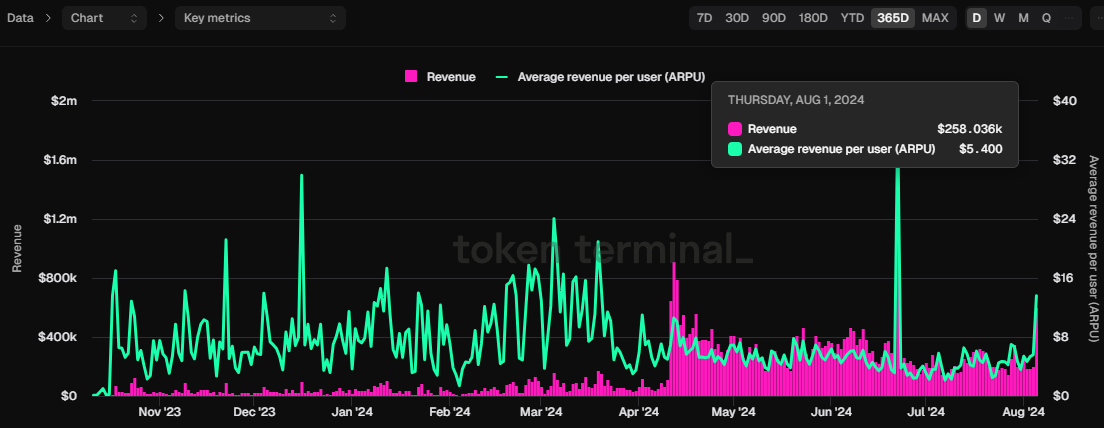 Data > Chart > Key metrics 7D 30D 90D 180D YTD 365D MAX D W M Q
Revenue Average revenue per user (ARPU)
THURSDAY, AUG 1, 2024
Revenue $258.036k
Average revenue per user (ARPU) $5.400
$2m $40
$1.6m $32
$1.2m $24
$800k $16
$400k $8
$0 $0
Revenue
Average revenue per user (ARPU)
token terminal_
Nov '23 Dec '23 Jan '24 Feb '24 Mar '24 Apr '24 May '24 Jun '24 Jul '24 Aug '24